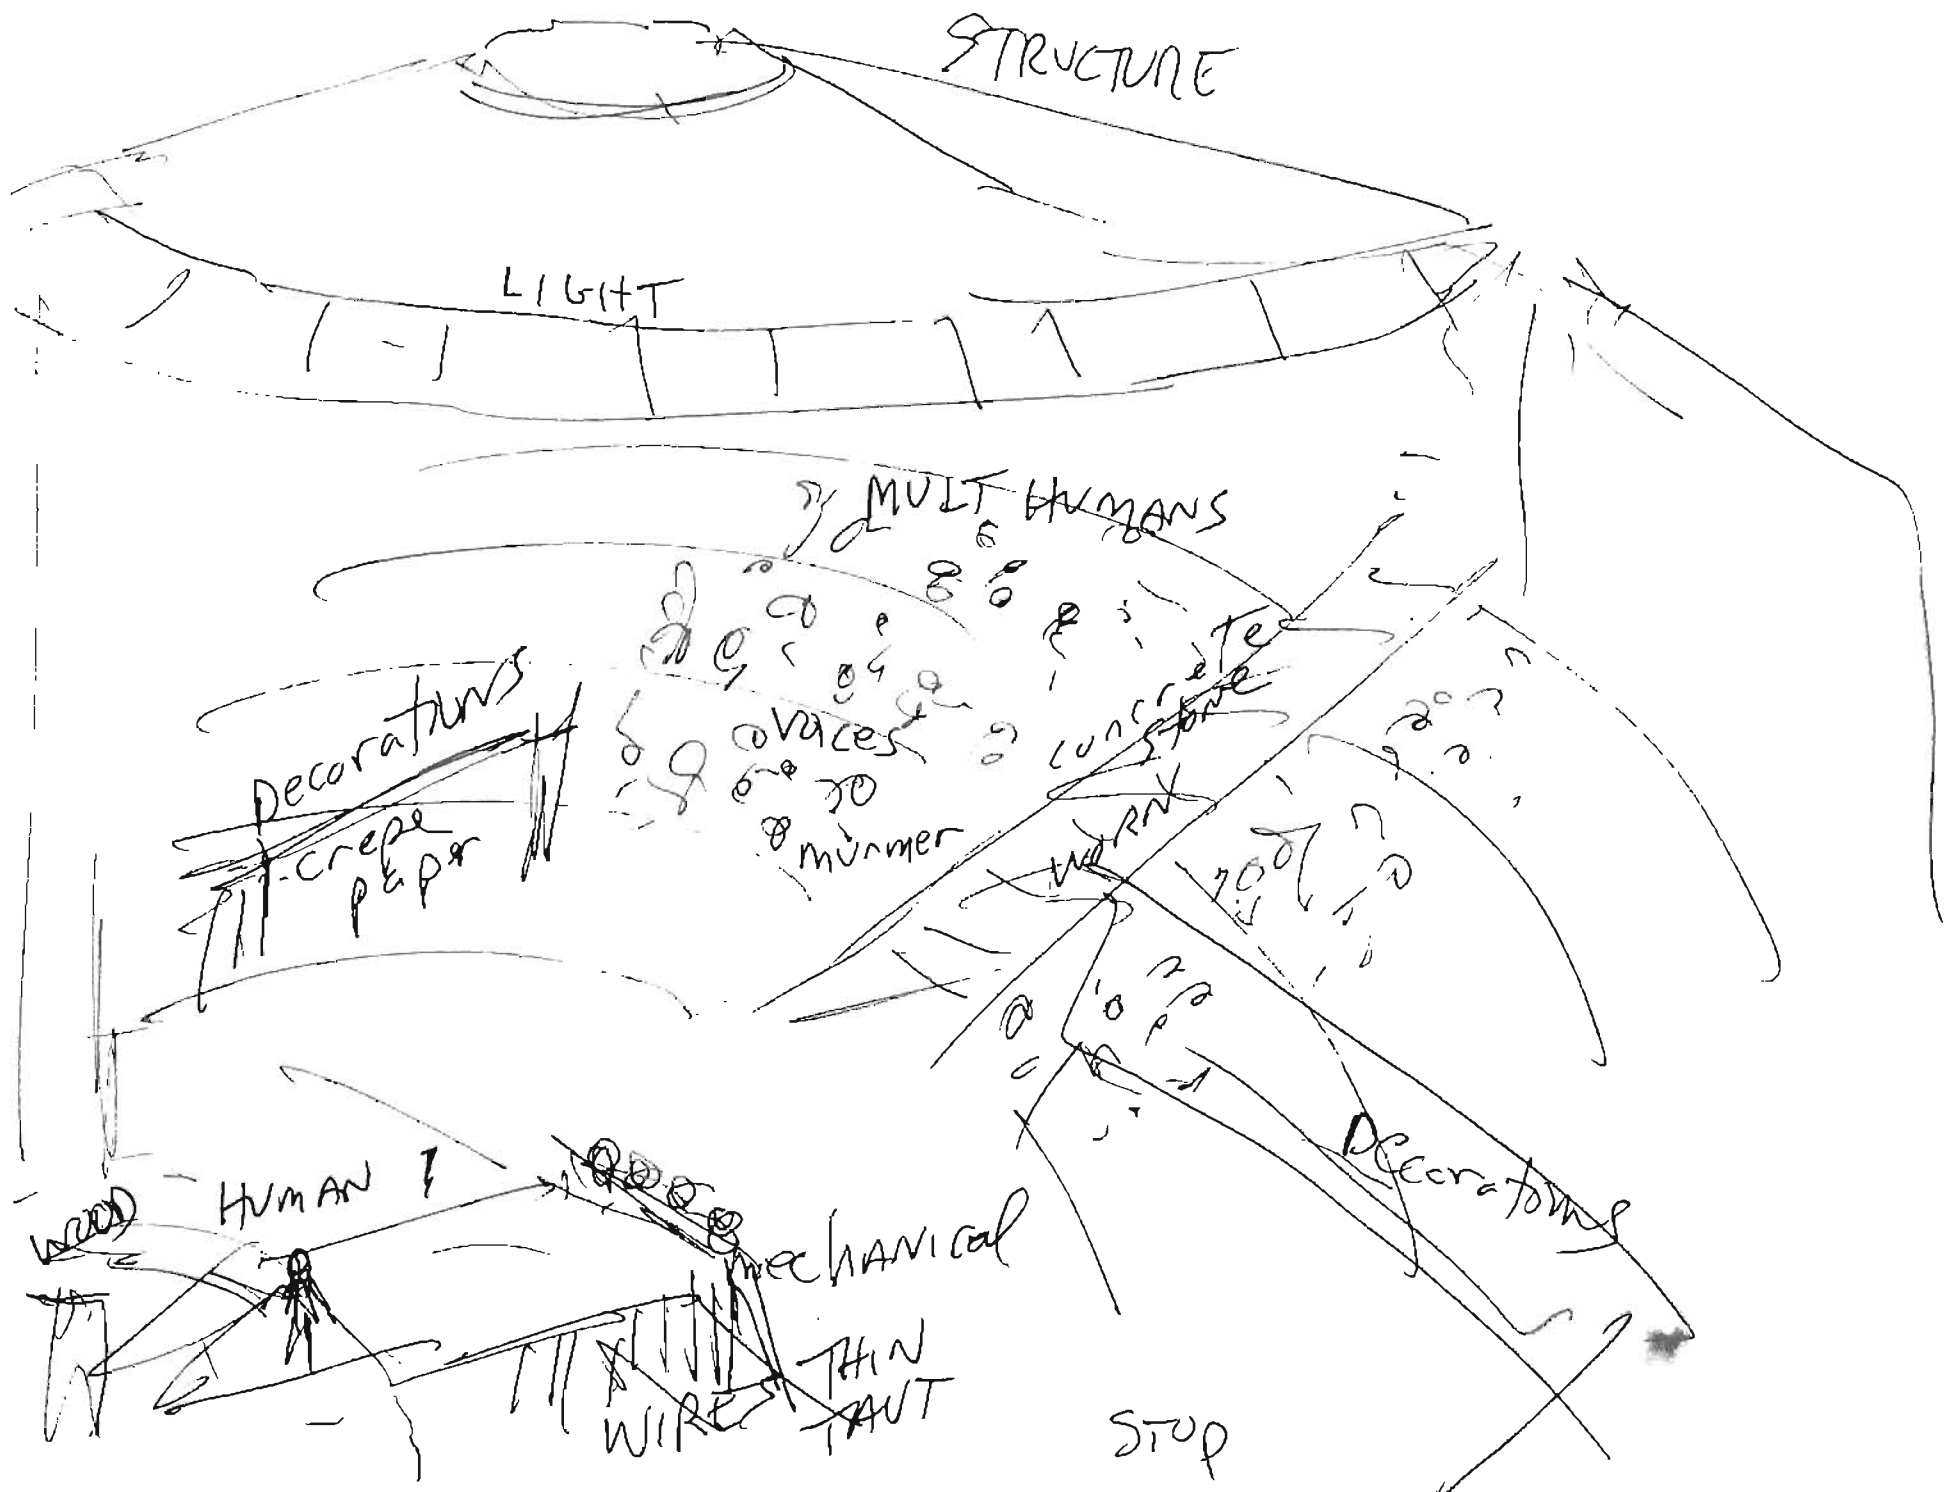 STRUCTURE
LIGHT
MULT HUMANS
concreTe
stone
Decorations
voices
crepe
paper
murmer
WORN
Decorations
HUMAN 1
WOOD
mechanical
THIN
TAUT
WIRES
STOP